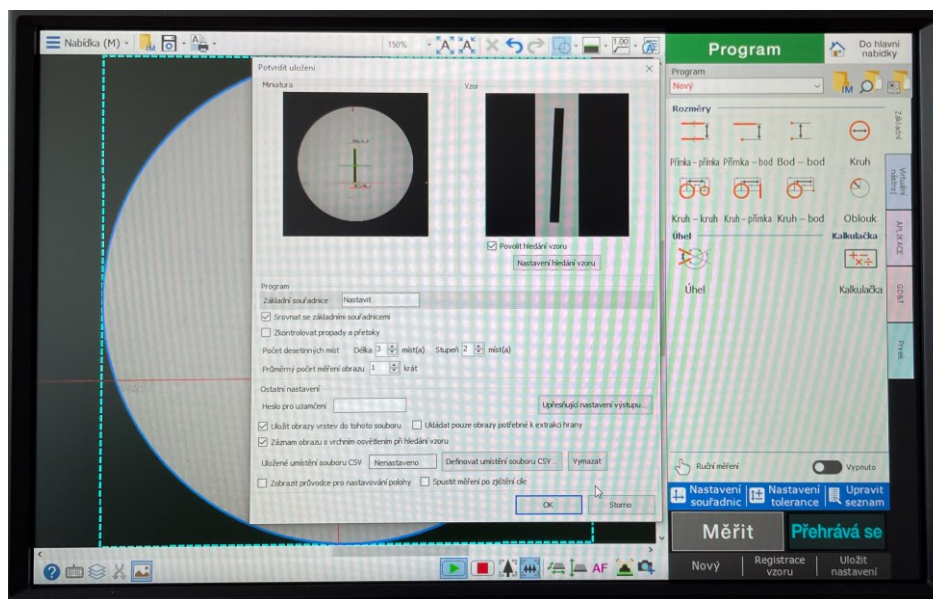 Nabídka (M)
IM
150%
1.00
Program
Do hlavní
nabídky
Program
Nový
IM
Rozměry
Přímka – přímka Přímka – bod Bod – bod Kruh
Kruh – kruh Kruh – přímka Kruh – bod Oblouk
Úhel
Kalkulačka
Úhel
Kalkulačka
Základní
Virtuální
nástroj
APLIKACE
GD&T
Prvek
Ruční měření
Vypnuto
Nastavení
souřadnic
Nastavení
tolerance
Upravit
seznam
Měřit
Přehrává se
Nový
Registrace
vzoru
Uložit
nastavení
Potvrdit uložení
Miniatura
Vzor
Povolit hledání vzoru
Nastavení hledání vzoru
Program
Základní souřadnice Nastavit
Srovnat se základními souřadnicemi
Zkontrolovat propady a přetoky
Počet desetinných míst Délka 3 míst(a) Stupeň 2 míst(a)
Průměrný počet měření obrazu 1 krát
Ostatní nastavení
Heslo pro uzamčení
Upřesňující nastavení výstupu...
Uložit obrazy vrstev do tohoto souboru Ukládat pouze obrazy potřebné k extrakci hrany
Záznam obrazu s vrchním osvětlením při hledání vzoru
Uložené umístění souboru CSV Nenastaveno Definovat umístění souboru CSV... Vymazat
Zobrazit průvodce pro nastavování polohy Spustit měření po zjištění cíle
OK
Storno
AF